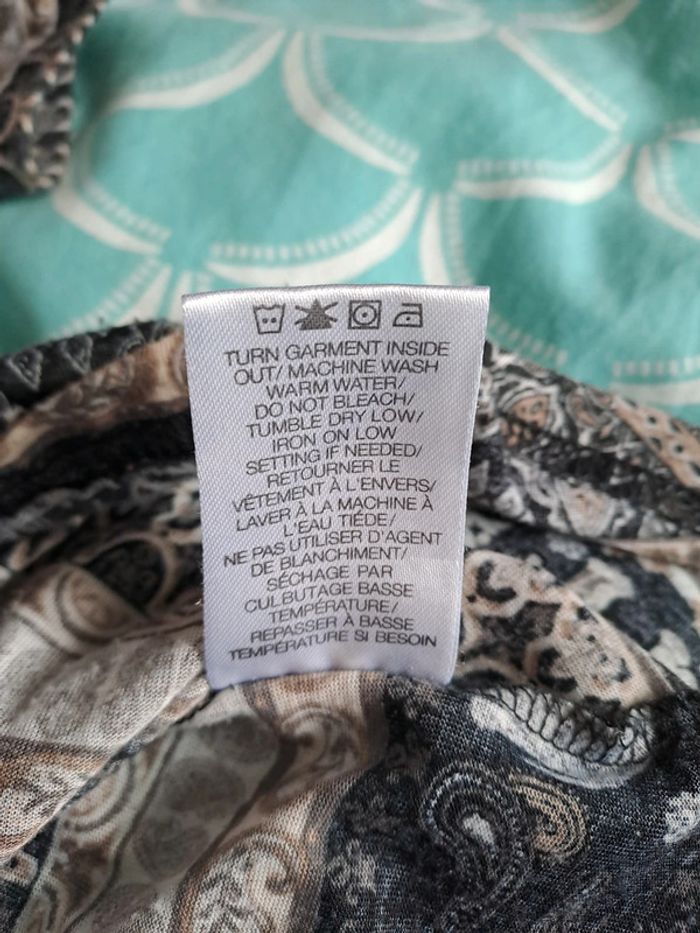 TURN GARMENT INSIDE
OUT/ MACHINE WASH
WARM WATER/
DO NOT BLEACH/
TUMBLE DRY LOW/
IRON ON LOW
SETTING IF NEEDED/
RETOURNER LE
VÊTEMENT À L'ENVERS/
LAVER À LA MACHINE À
L'EAU TIÉDE/
NE PAS UTILISER D'AGENT
DE BLANCHIMENT/
SÉCHAGE PAR
CULBUTAGE BASSE
TEMPÉRATURE/
REPASSER À BASSE
TEMPÉRATURE SI BESOIN